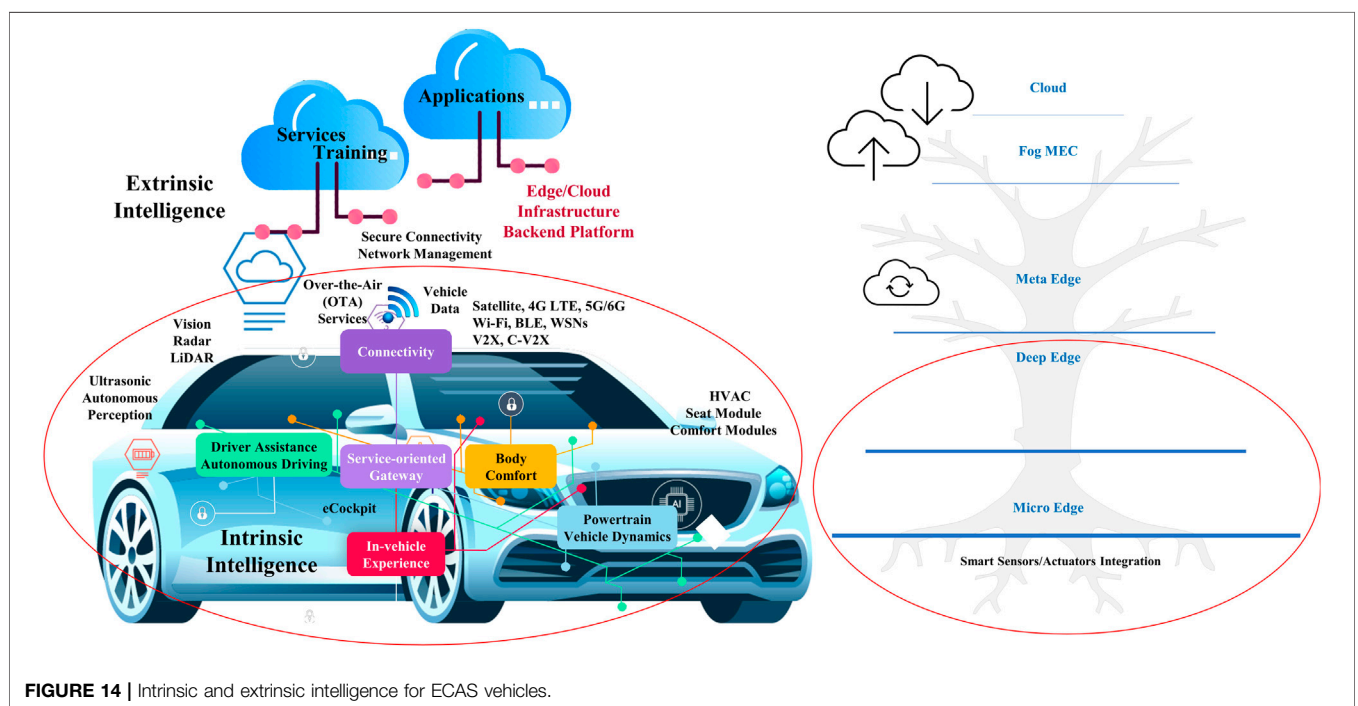 Applications
Services
Training
Extrinsic
Intelligence
Edge/Cloud
Infrastructure
Backend Platform
Secure Connectivity
Network Management
Over-the-Air
(OTA)
Services
Vehicle
Data
Satellite, 4G LTE, 5G/6G
Wi-Fi, BLE, WSNs
V2X, C-V2X
Vision
Radar
LiDAR
Connectivity
Ultrasonic
Autonomous
Perception
HVAC
Seat Module
Comfort Modules
Driver Assistance
Autonomous Driving
Service-oriented
Gateway
Body
Comfort
eCockpit
AI
Powertrain
Vehicle Dynamics
Intrinsic
Intelligence
In-vehicle
Experience
Cloud
Fog MEC
Meta Edge
Deep Edge
Micro Edge
Smart Sensors/Actuators Integration
FIGURE 14 | Intrinsic and extrinsic intelligence for ECAS vehicles.